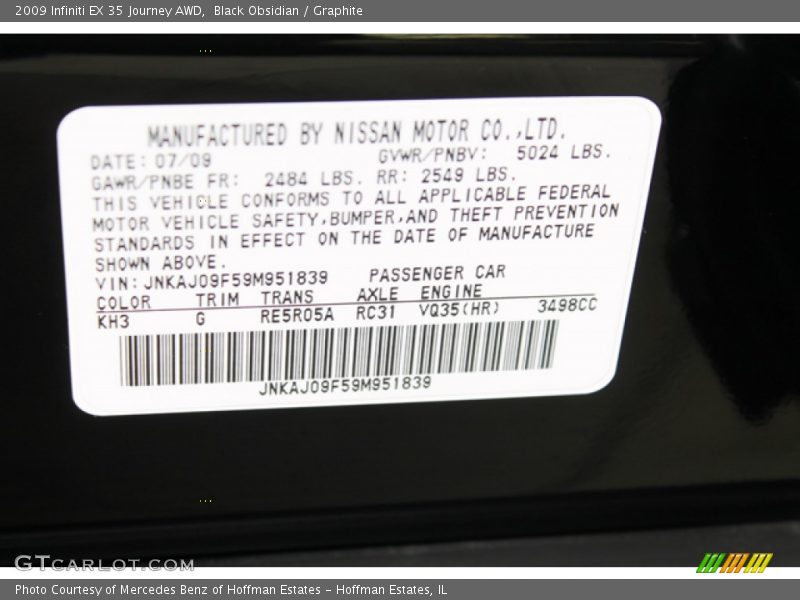 2009 Infiniti EX 35 Journey AWD,  Black Obsidian / Graphite
MANUFACTURED BY NISSAN MOTOR CO.,LTD.
DATE: 07/09 GVWR/PNBV: 5024 LBS.
GAWR/PNBE FR: 2484 LBS. RR: 2549 LBS.
THIS VEHICLE CONFORMS TO ALL APPLICABLE FEDERAL
MOTOR VEHICLE SAFETY,BUMPER,AND THEFT PREVENTION
STANDARDS IN EFFECT ON THE DATE OF MANUFACTURE
SHOWN ABOVE.
VIN: JNKAJ09F59M951839 PASSENGER CAR
COLOR TRIM TRANS AXLE ENGINE
KH3 G RE5R05A RC31 VQ35(HR) 3498CC
JNKAJ09F59M951839
GTCARLOT.COM
Photo Courtesy of Mercedes Benz of Hoffman Estates - Hoffman Estates, IL